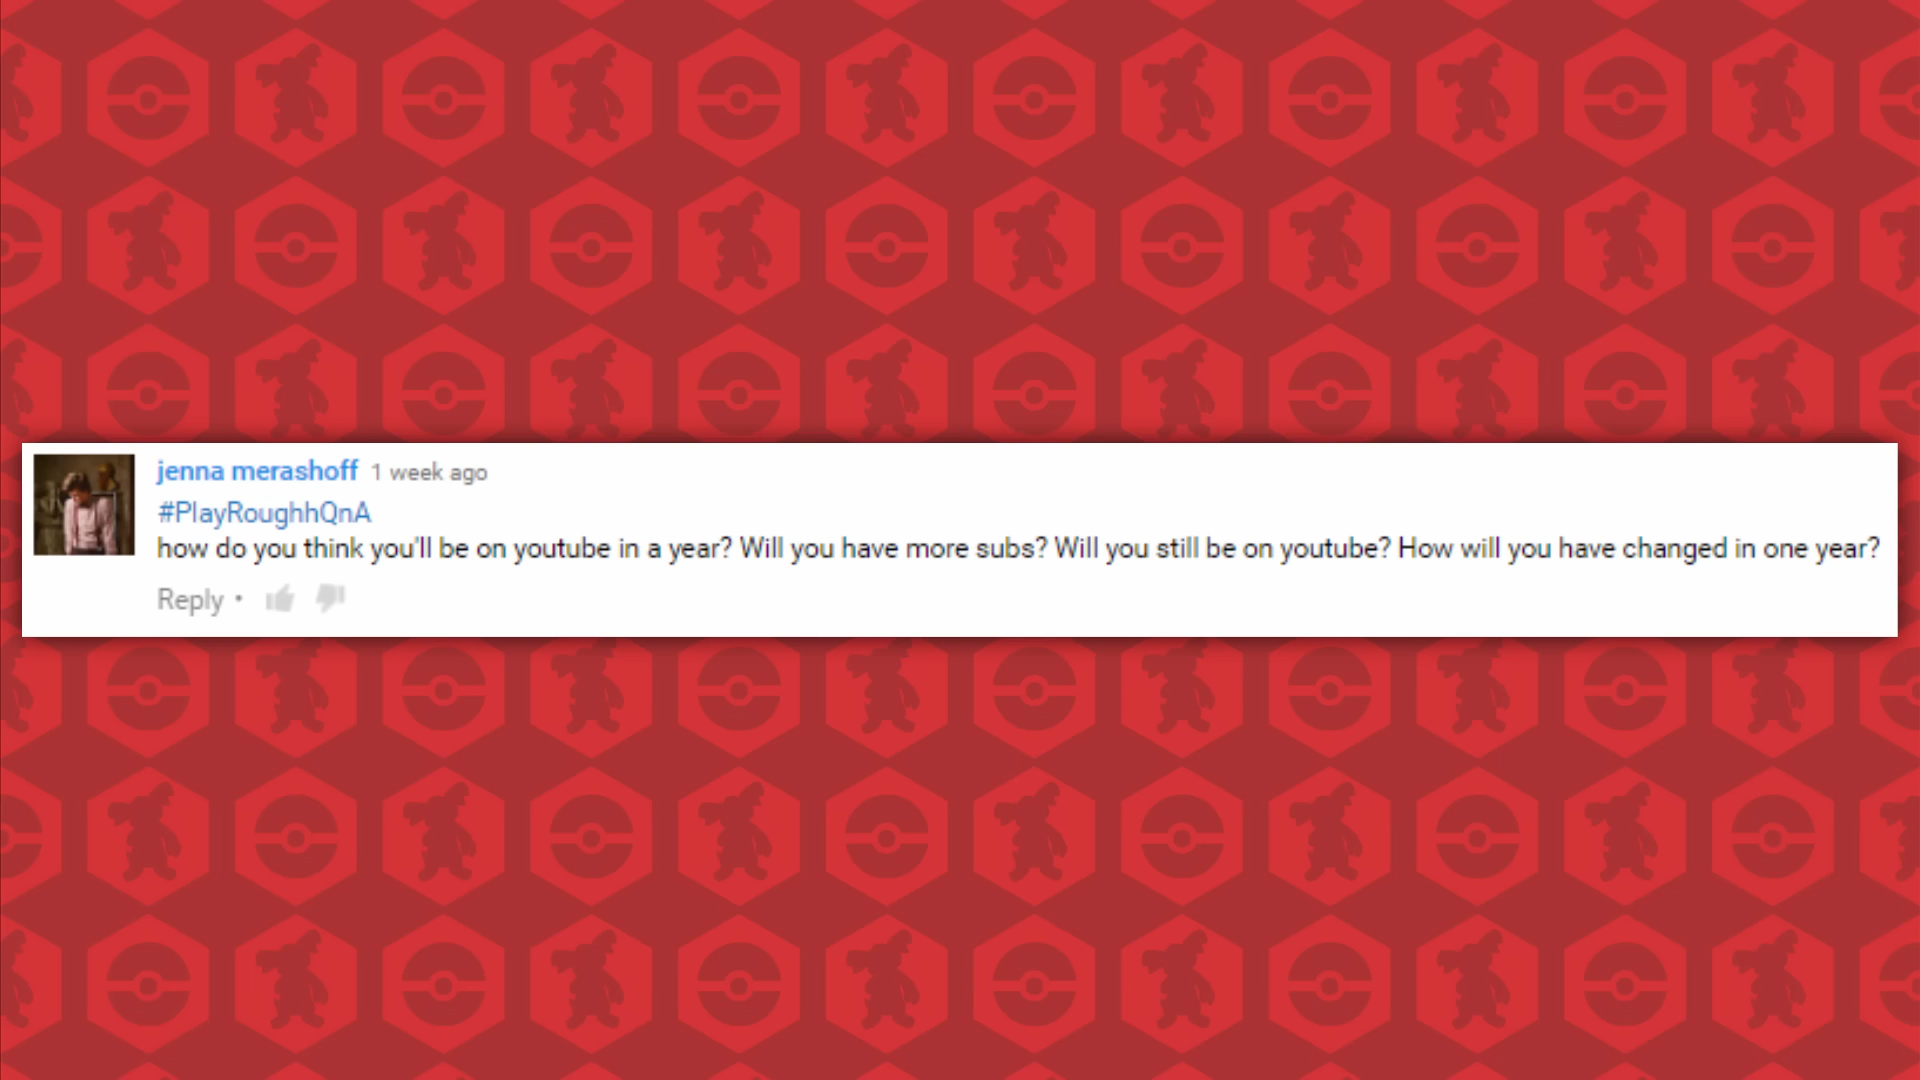 jenna merashoff 1 week ago
#PlayRoughhQnA
how do you think you'll be on youtube in a year? Will you have more subs? Will you still be on youtube? How will you have changed in one year?
Reply •